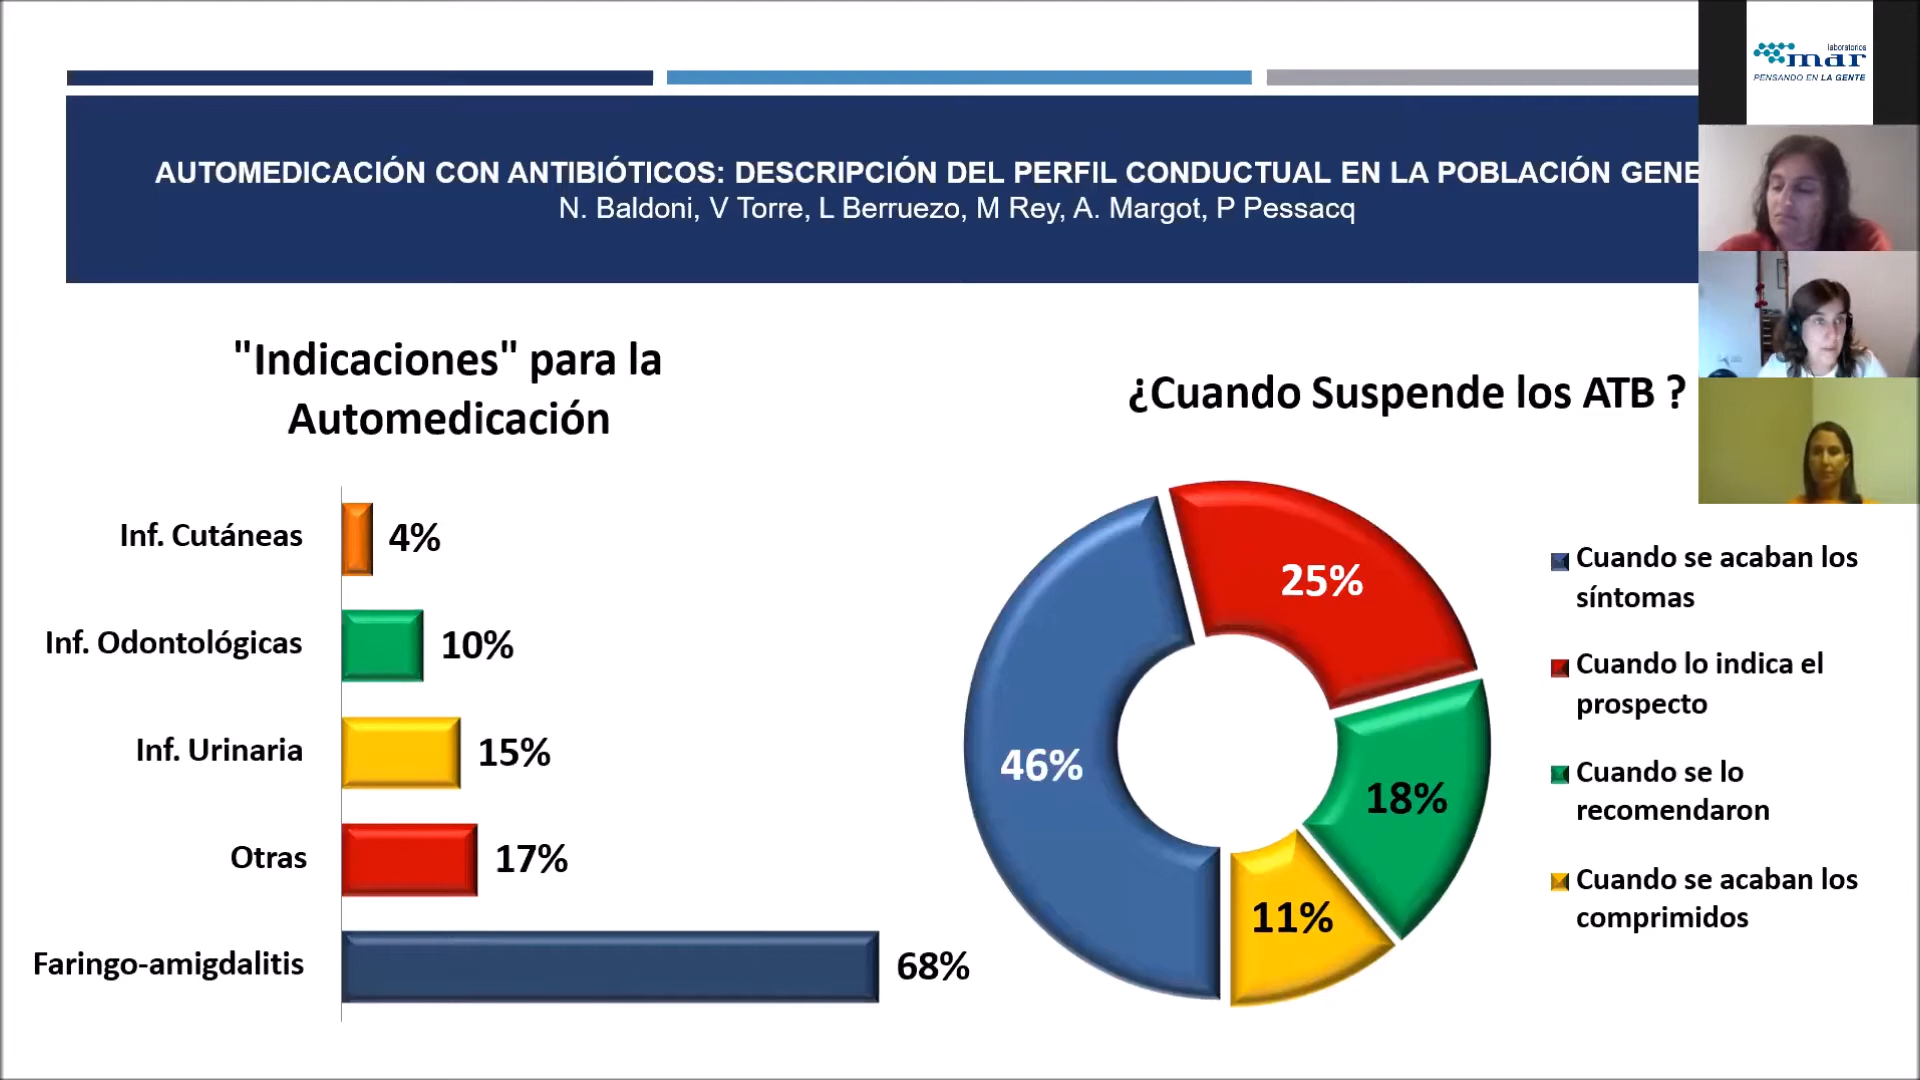 laboratorios
mar
PENSANDO EN LA GENTE
AUTOMEDICACIÓN CON ANTIBIÓTICOS: DESCRIPCIÓN DEL PERFIL CONDUCTUAL EN LA POBLACIÓN GENE
N. Baldoni, V Torre, L Berruezo, M Rey, A. Margot, P Pessacq
"Indicaciones" para la
Automedicación
Inf. Cutáneas 4%
Inf. Odontológicas 10%
Inf. Urinaria 15%
Otras 17%
Faringo-amigdalitis 68%
¿Cuando Suspende los ATB ?
25%
46%
18%
11%
Cuando se acaban los
síntomas
Cuando lo indica el
prospecto
Cuando se lo
recomendaron
Cuando se acaban los
comprimidos